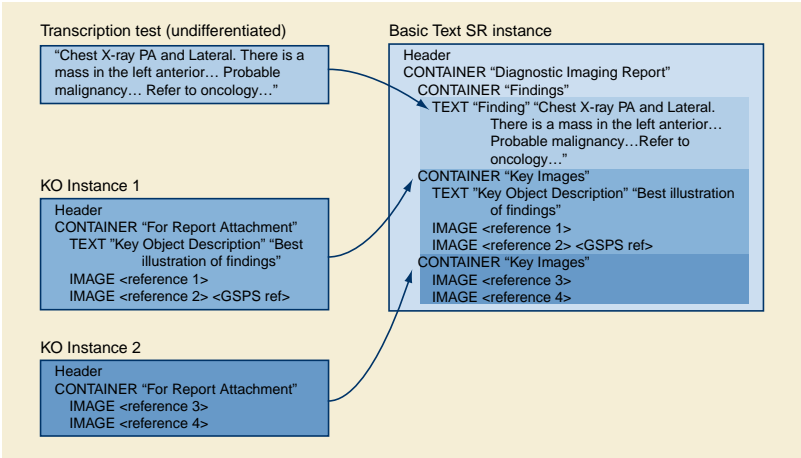 Transcription test (undifferentiated)
“Chest X-ray PA and Lateral. There is a
mass in the left anterior… Probable
malignancy… Refer to oncology…”
KO Instance 1
Header
CONTAINER “For Report Attachment”
TEXT ”Key Object Description” “Best
illustration of findings”
IMAGE <reference 1>
IMAGE <reference 2> <GSPS ref>
KO Instance 2
Header
CONTAINER “For Report Attachment”
IMAGE <reference 3>
IMAGE <reference 4>
Basic Text SR instance
Header
CONTAINER “Diagnostic Imaging Report”
CONTAINER “Findings”
TEXT “Finding” “Chest X-ray PA and Lateral.
There is a mass in the left anterior…
Probable malignancy…Refer to
oncology…”
CONTAINER “Key Images”
TEXT ”Key Object Description” “Best illustration
of findings”
IMAGE <reference 1>
IMAGE <reference 2> <GSPS ref>
CONTAINER “Key Images”
IMAGE <reference 3>
IMAGE <reference 4>